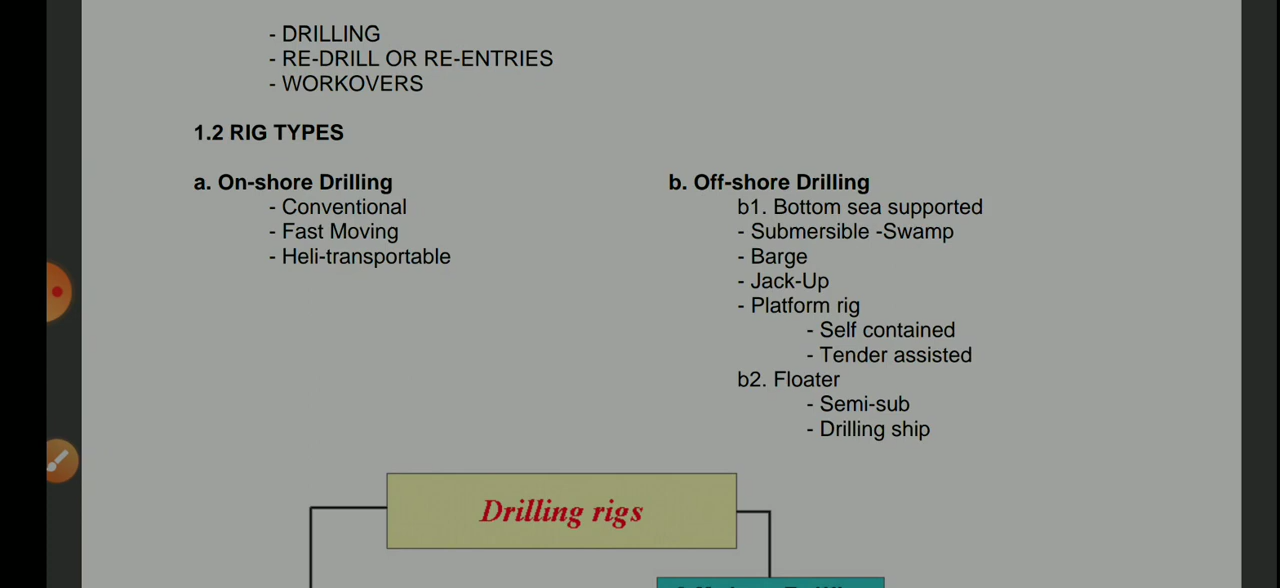 - DRILLING
- RE-DRILL OR RE-ENTRIES
- WORKOVERS
1.2 RIG TYPES
a. On-shore Drilling
- Conventional
- Fast Moving
- Heli-transportable
b. Off-shore Drilling
b1. Bottom sea supported
- Submersible -Swamp
- Barge
- Jack-Up
- Platform rig
- Self contained
- Tender assisted
b2. Floater
- Semi-sub
- Drilling ship
Drilling rigs